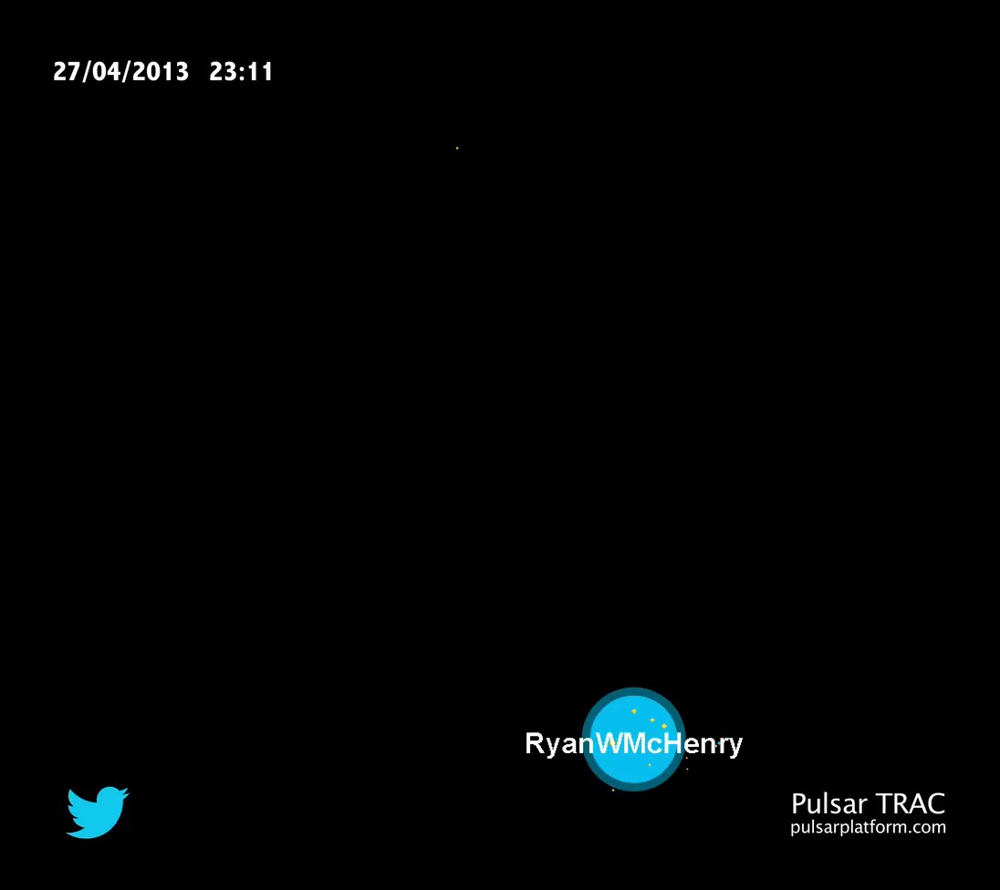 27/04/2013 23:11
RyanWMcHenry
Pulsar TRAC
pulsarplatform.com